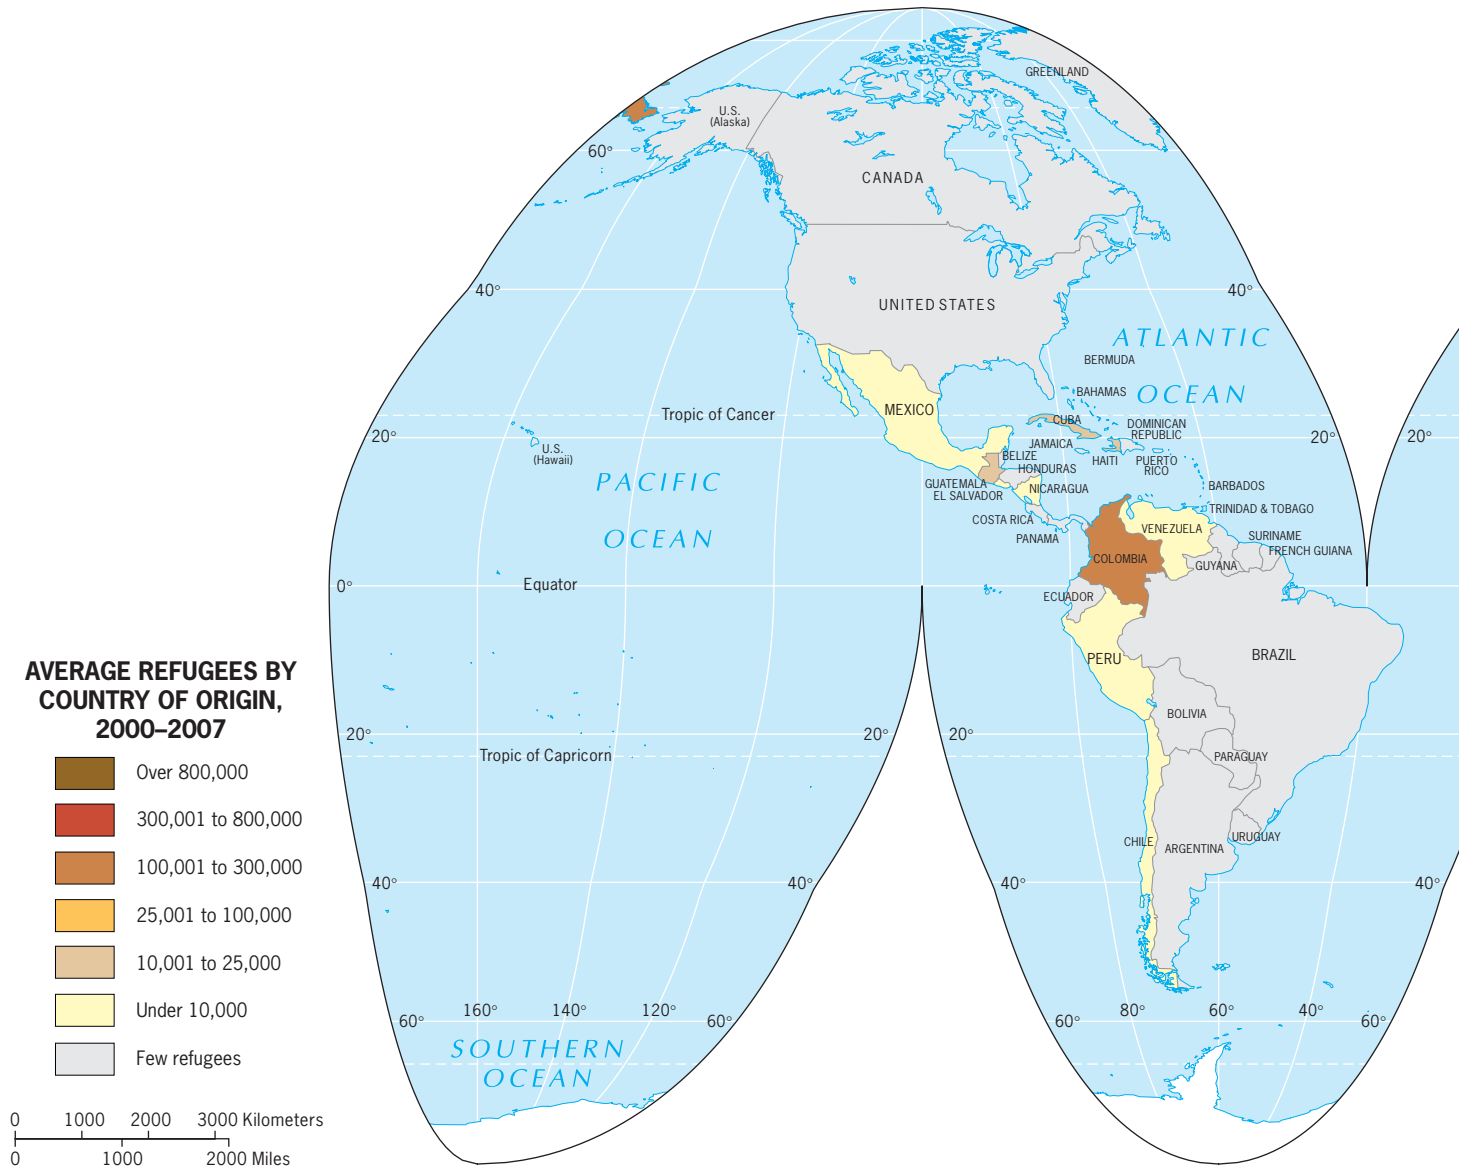 GREENLAND
U.S.
(Alaska)
60°
CANADA
40°
40°
UNITED STATES
ATLANTIC
OCEAN
BERMUDA
BAHAMAS
Tropic of Cancer
MEXICO
CUBA
DOMINICAN
REPUBLIC
20°
20°
20°
U.S.
(Hawaii)
JAMAICA
BELIZE
HAITI
PUERTO
RICO
HONDURAS
PACIFIC
OCEAN
GUATEMALA
EL SALVADOR
NICARAGUA
BARBADOS
TRINIDAD & TOBAGO
COSTA RICA
PANAMA
VENEZUELA
SURINAME
FRENCH GUIANA
COLOMBIA
GUYANA
0°
Equator
ECUADOR
PERU
BRAZIL
BOLIVIA
20°
20°
20°
Tropic of Capricorn
PARAGUAY
CHILE
ARGENTINA
URUGUAY
40°
40°
40°
40°
60°
160°
140°
120°
60°
60°
80°
60°
40°
60°
SOUTHERN
OCEAN
AVERAGE REFUGEES BY
COUNTRY OF ORIGIN,
2000–2007
Over 800,000
300,001 to 800,000
100,001 to 300,000
25,001 to 100,000
10,001 to 25,000
Under 10,000
Few refugees
0 1000 2000 3000 Kilometers
0 1000 2000 Miles